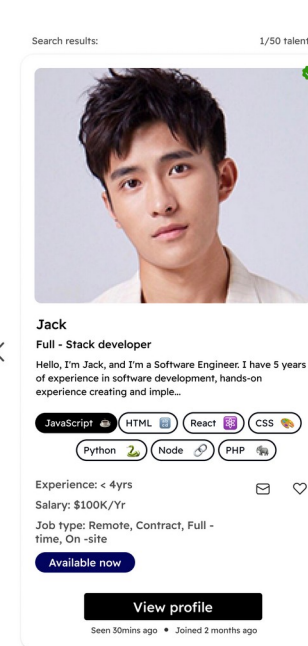 Search results:
1/50 talent
Jack
Full - Stack developer
Hello, I'm Jack, and I'm a Software Engineer. I have 5 years
of experience in software development, hands-on
experience creating and imple...
JavaScript HTML React CSS
Python Node PHP
Experience: < 4yrs
Salary: $100K/Yr
Job type: Remote, Contract, Full -
time, On -site
Available now
View profile
Seen 30mins ago • Joined 2 months ago